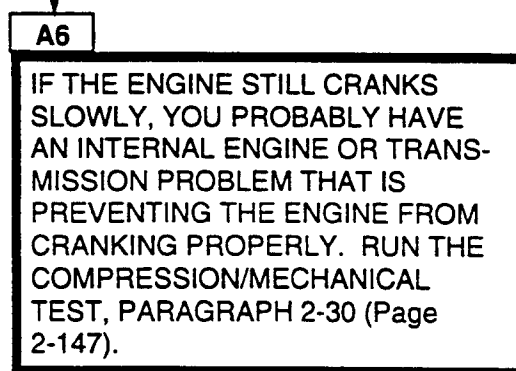 A6
IF THE ENGINE STILL CRANKS
SLOWLY, YOU PROBABLY HAVE
AN INTERNAL ENGINE OR TRANS-
MISSION PROBLEM THAT IS
PREVENTING THE ENGINE FROM
CRANKING PROPERLY. RUN THE
COMPRESSION/MECHANICAL
TEST, PARAGRAPH 2-30 (Page
2-147).